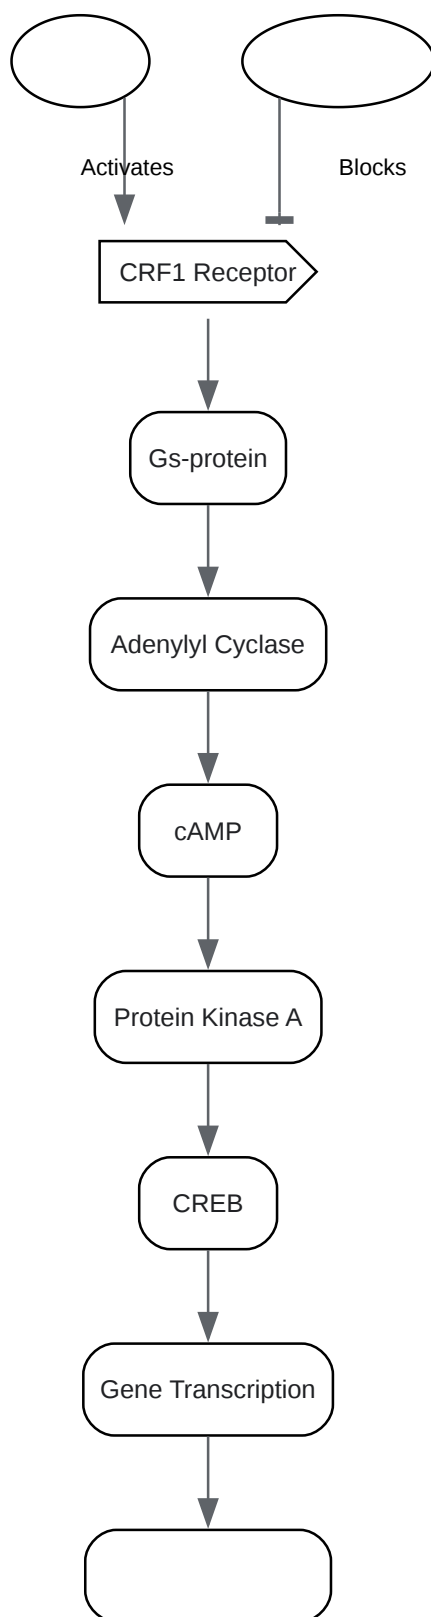 Activates
Blocks
CRF1 Receptor
Gs-protein
Adenylyl Cyclase
cAMP
Protein Kinase A
CREB
Gene Transcription